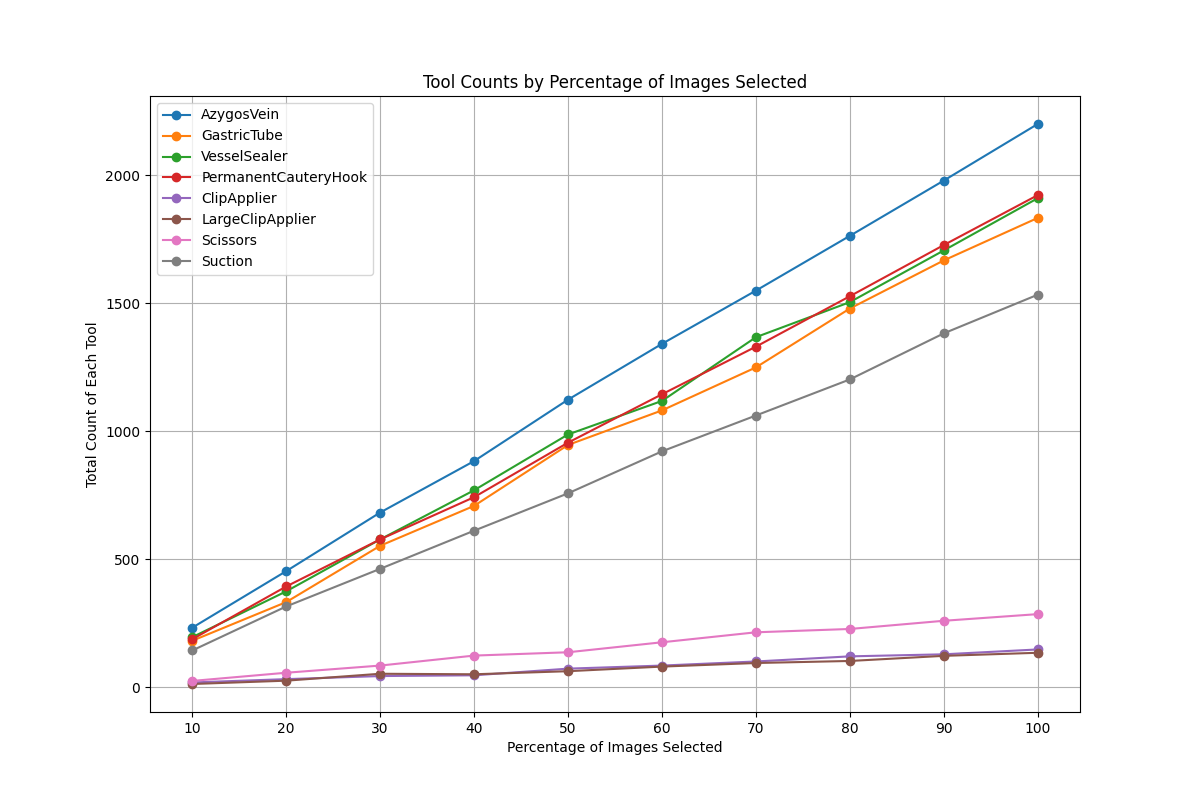 Tool Counts by Percentage of Images Selected
AzygosVein
GastricTube
VesselSealer
PermanentCauteryHook
ClipApplier
LargeClipApplier
Scissors
Suction
Total Count of Each Tool
2000
1500
1000
500
0
10 20 30 40 50 60 70 80 90 100
Percentage of Images Selected